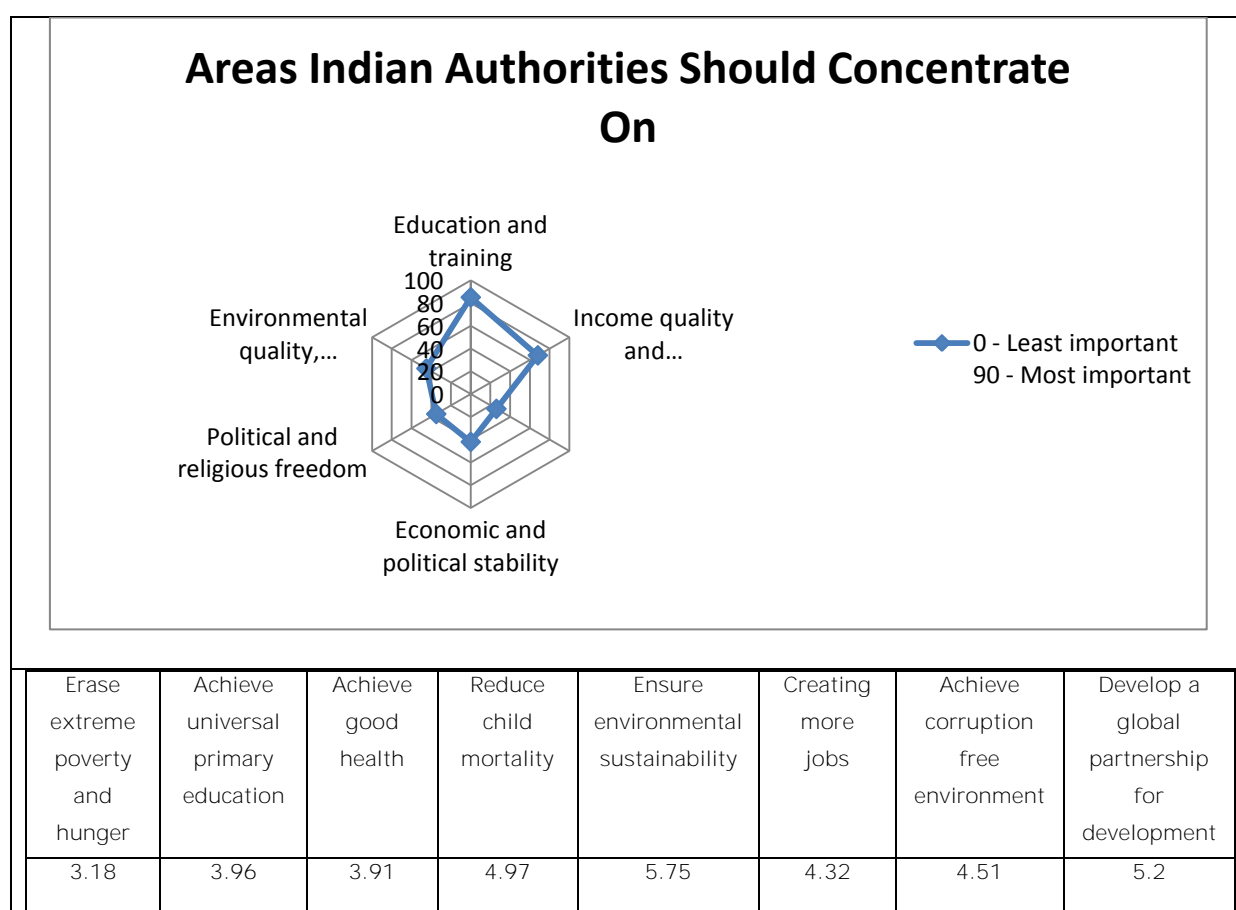 Areas Indian Authorities Should Concentrate
On
Education and
training
100
80
60
40
20
0
Environmental
quality,...
Income quality
and...
0 - Least important
90 - Most important
Political and
religious freedom
Economic and
political stability
Erase
extreme
poverty
and
hunger
Achieve
universal
primary
education
Achieve
good
health
Reduce
child
mortality
Ensure
environmental
sustainability
Creating
more
jobs
Achieve
corruption
free
environment
Develop a
global
partnership
for
development
3.18 3.96 3.91 4.97 5.75 4.32 4.51 5.2